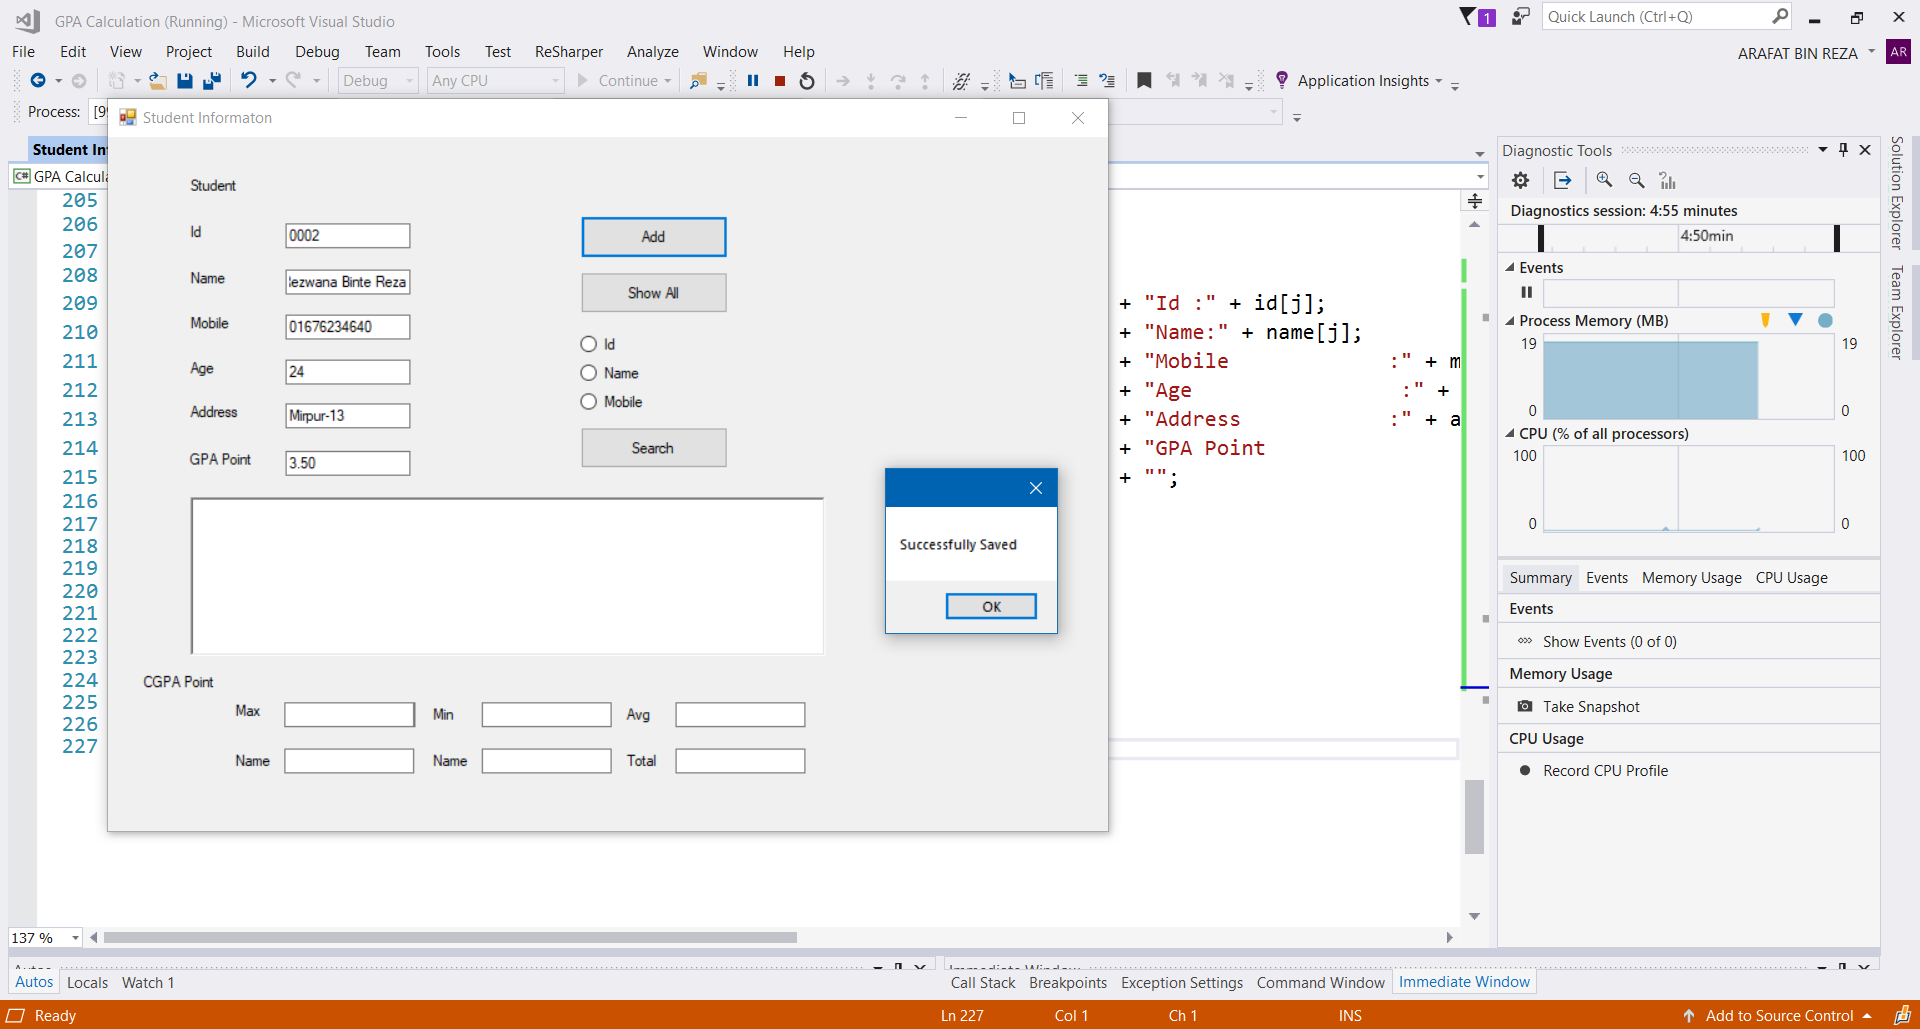 GPA Calculation (Running) - Microsoft Visual Studio
1
Quick Launch (Ctrl+Q)
File Edit View Project Build Debug Team Tools Test ReSharper Analyze Window Help
ARAFAT BIN REZA AR
Debug Any CPU Continue Application Insights
Process:
Student Informaton
Student
Id 0002
Name lezwana Binte Reza
Mobile 01676234640
Age 24
Address Mirpur-13
GPA Point 3.50
Add
Show All
Id
Name
Mobile
Search
CGPA Point
Max Min Avg
Name Name Total
Successfully Saved
OK
C# GPA Calcula
205
206
207
208
209 + "Id :" + id[j];
210 + "Name:" + name[j];
211 + "Mobile :" + m
212 + "Age :" +
213 + "Address :" + a
214 + "GPA Point
215 + "";
216
217
218
219
220
221
222
223
224
225
226
227
137 %
Diagnostic Tools
Diagnostics session: 4:55 minutes
4:50min
Events
Process Memory (MB)
19 19
0 0
CPU (% of all processors)
100 100
0 0
Summary Events Memory Usage CPU Usage
Events
Show Events (0 of 0)
Memory Usage
Take Snapshot
CPU Usage
Record CPU Profile
Solution Explorer
Team Explorer
Autos Locals Watch 1
Immediate Window
Call Stack Breakpoints Exception Settings Command Window Immediate Window
Ready Ln 227 Col 1 Ch 1 INS Add to Source Control